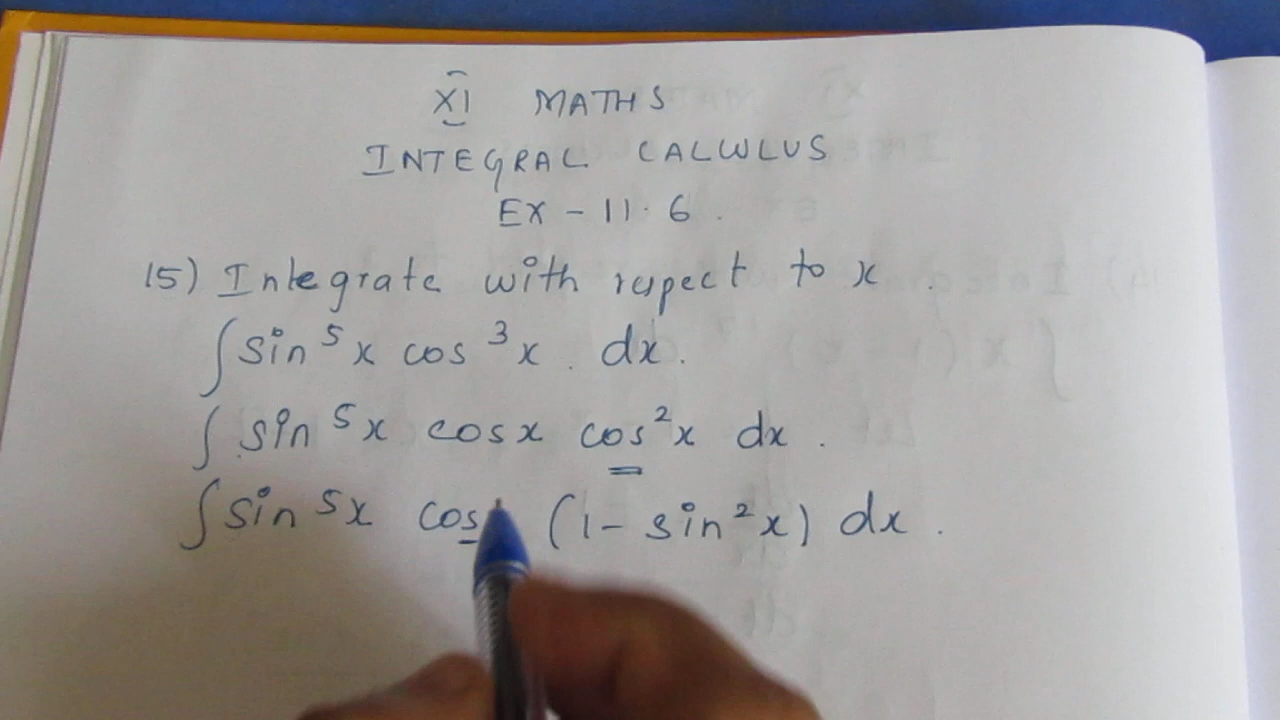 XI MATHS
INTEGRAL CALCULUS
EX - 11.6.
15) Integrate with respect to x.
∫ sin⁵x cos³x. dx.
∫ sin⁵x cosx cos²x dx.
∫ sin⁵x cos (1 - sin²x) dx.